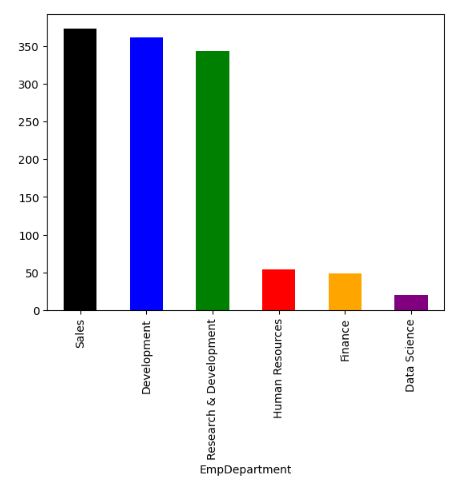 350
300
250
200
150
100
50
0
Sales
Development
Research & Development
Human Resources
Finance
Data Science
EmpDepartment